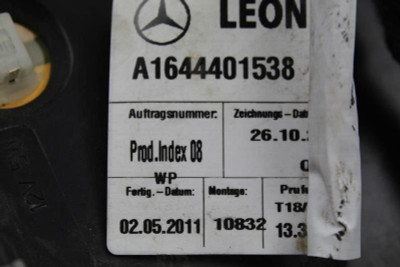 LEON
A1644401538
Auftragsnummer: Zeichnungs-Dat
Prod.Index 08 26.10.
WP
Fertig.-Datum: Montage: Prüf
02.05.2011 10832 T18/
13.3